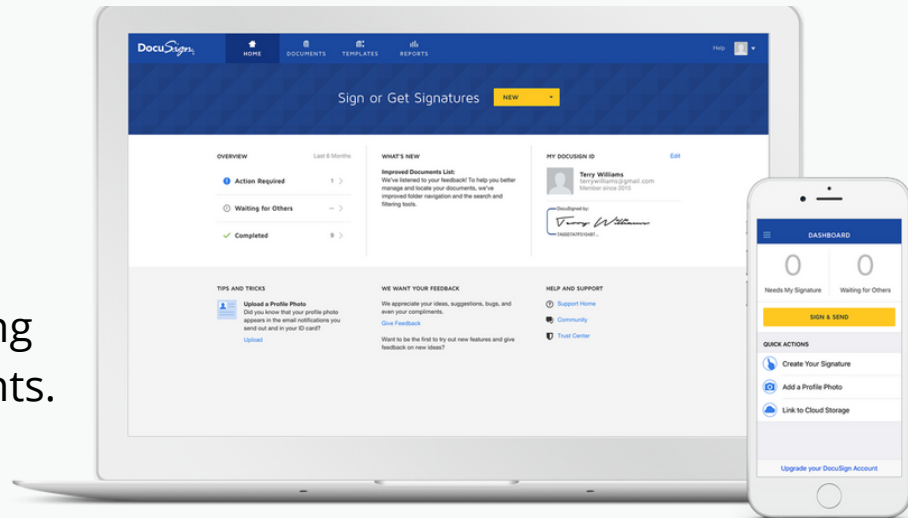 DocuSign
HOME
DOCUMENTS
TEMPLATES
REPORTS
Help
Sign or Get Signatures
NEW
OVERVIEW
Last 6 Months
Action Required
1
Waiting for Others
--
Completed
8
WHAT'S NEW
Improved Documents List:
We've listened to your feedback! To help you better
manage and locate your documents, we've
improved folder navigation and the search and
filtering tools.
MY DOCUSIGN ID
Edit
Terry Williams
terrywilliams@gmail.com
Member since 2015
DocuSigned by:
Terry Williams
TIPS AND TRICKS
Upload a Profile Photo
Did you know that your profile photo
appears in the email notifications you
send out and in your ID card?
Upload
WE WANT YOUR FEEDBACK
We appreciate your ideas, suggestions, bugs, and
even your compliments.
Give Feedback
Want to be the first to try out new features and give
feedback on new ideas?
HELP AND SUPPORT
Support Home
Community
Trust Center
ng
nts.
DASHBOARD
0
Needs My Signature
0
Waiting for Others
SIGN & SEND
QUICK ACTIONS
Create Your Signature
Add a Profile Photo
Link to Cloud Storage
Upgrade your DocuSign Account